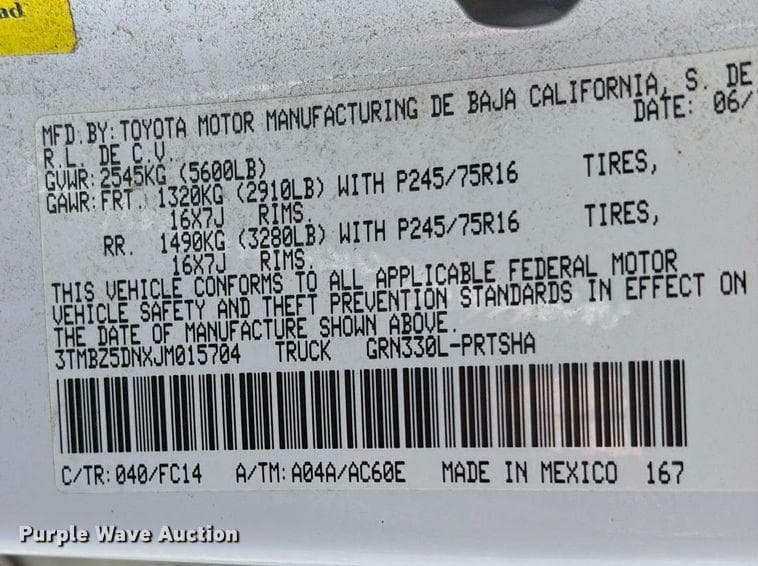 ad
MFD.BY: TOYOTA MOTOR MANUFACTURING DE BAJA CALIFORNIA, S. DE
R.L. DE C.V. DATE: 06/
GVWR: 2545KG (5600LB)
GAWR: FRT. 1320KG (2910LB) WITH P245/75R16 TIRES,
16X7J RIMS.
RR. 1490KG (3280LB) WITH P245/75R16 TIRES,
16X7J RIMS.
THIS VEHICLE CONFORMS TO ALL APPLICABLE FEDERAL MOTOR
VEHICLE SAFETY AND THEFT PREVENTION STANDARDS IN EFFECT ON
THE DATE OF MANUFACTURE SHOWN ABOVE.
3TMBZ5DNXJM015704 TRUCK GRN330L-PRTSHA
C/TR: 040/FC14 A/TM: A04A/AC60E MADE IN MEXICO 167
Purple Wave Auction